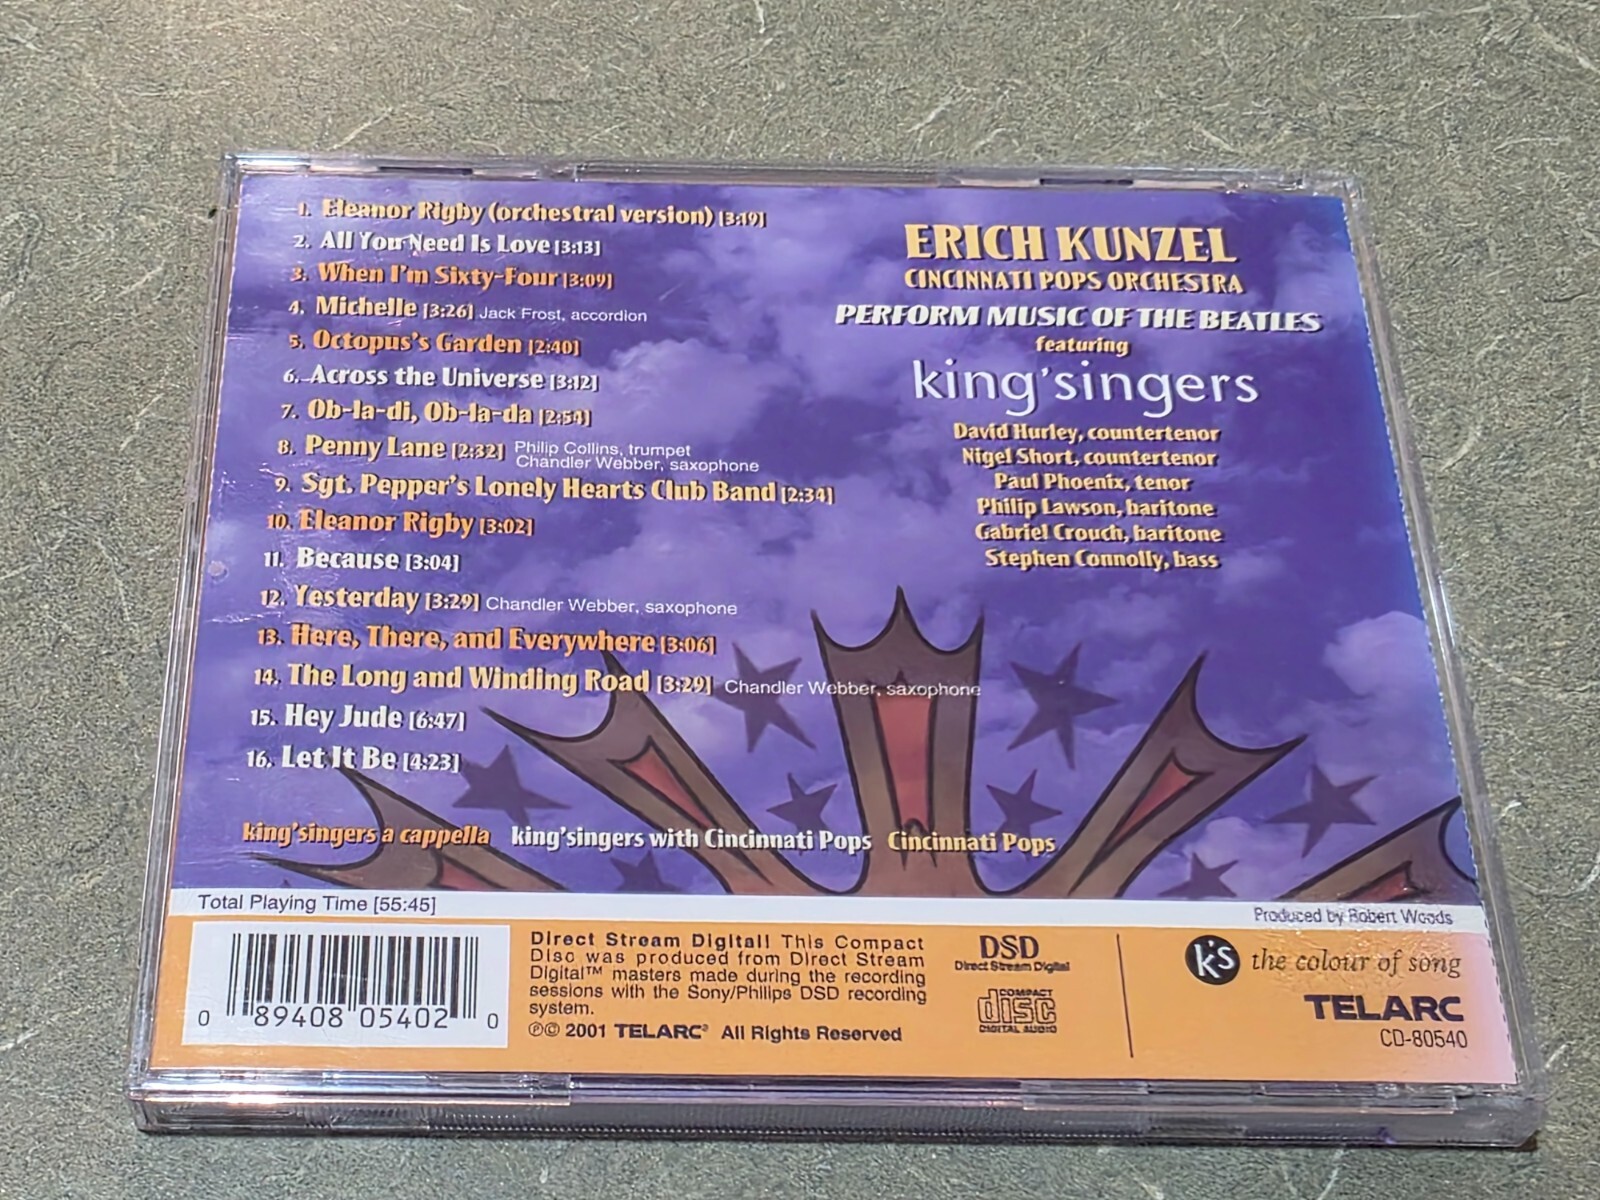 1. Eleanor Rigby (orchestral version) [3:19]
2. All You Need Is Love [3:13]
3. When I'm Sixty-Four [3:09]
4. Michelle [3:26] Jack Frost, accordion
5. Octopus's Garden [2:40]
6. Across the Universe [3:12]
7. Ob-la-di, Ob-la-da [2:54]
8. Penny Lane [2:32] Philip Collins, trumpet
Chandler Webber, saxophone
9. Sgt. Pepper's Lonely Hearts Club Band [2:34]
10. Eleanor Rigby [3:02]
11. Because [3:04]
12. Yesterday [3:29] Chandler Webber, saxophone
13. Here, There, and Everywhere [3:06]
14. The Long and Winding Road [3:29] Chandler Webber, saxophone
15. Hey Jude [6:47]
16. Let It Be [4:23]
ERICH KUNZEL
CINCINNATI POPS ORCHESTRA
PERFORM MUSIC OF THE BEATLES
featuring
king'singers
David Hurley, countertenor
Nigel Short, countertenor
Paul Phoenix, tenor
Philip Lawson, baritone
Gabriel Crouch, baritone
Stephen Connolly, bass
king'singers a cappella king'singers with Cincinnati Pops Cincinnati Pops
Total Playing Time [55:45]
Produced by Robert Woods
0 89408 05402 0
Direct Stream Digital!! This Compact
Disc was produced from Direct Stream
Digital™ masters made during the recording
sessions with the Sony/Philips DSD recording
system.
℗© 2001 TELARC® All Rights Reserved
DSD
Direct Stream Digital
COMPACT
disc
DIGITAL AUDIO
k's the colour of song
TELARC
CD-80540